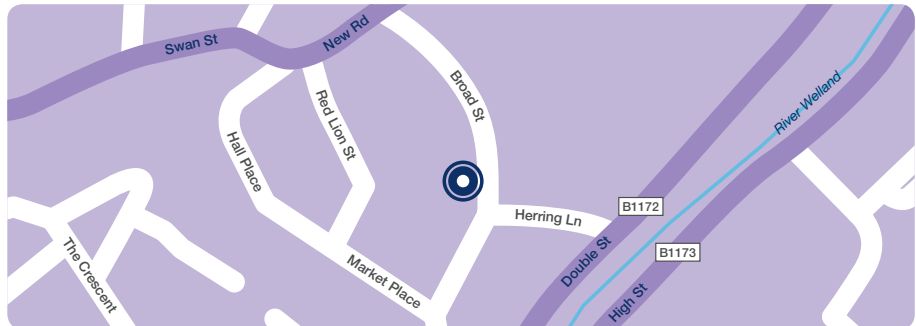 Swan St
New Rd
Broad St
River Welland
Red Lion St
Hall Place
B1172
Herring Ln
B1173
Double St
The Crescent
Market Place
High St